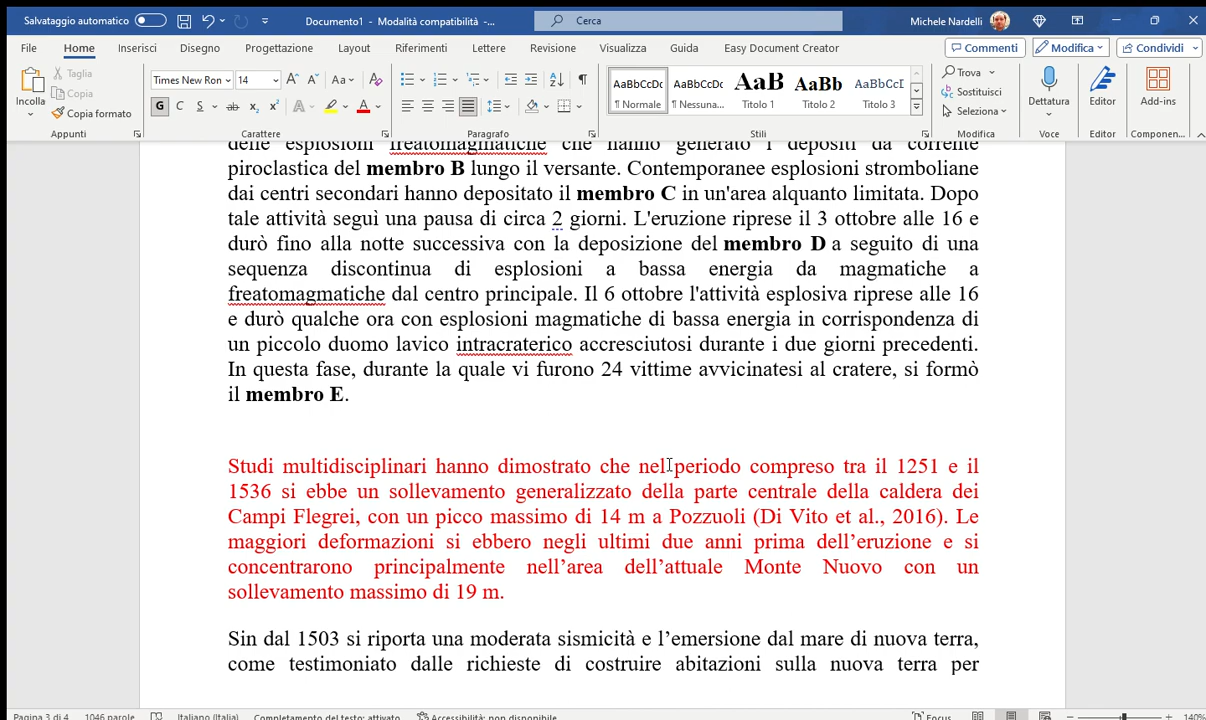 Salvataggio automatico
Documento1 - Modalità compatibilità -...
Cerca
Michele Nardelli
File Home Inserisci Disegno Progettazione Layout Riferimenti Lettere Revisione Visualizza Guida Easy Document Creator
Commenti Modifica Condividi
Incolla
Taglia
Copia
Copia formato
Times New Ron 14
Aa
G C S ab x₂ x²
A A
AaBbCcDc AaBbCcDc AaB AaBb AaBbCcI
¶ Normale ¶ Nessuna... Titolo 1 Titolo 2 Titolo 3
Trova
Sostituisci
Seleziona
Dettatura Editor Add-ins
Appunti Carattere Paragrafo Stili Modifica Voce Editor Componen...
delle esplosioni freatomagmatiche che hanno generato i depositi da corrente
piroclastica del membro B lungo il versante. Contemporanee esplosioni stromboliane
dai centri secondari hanno depositato il membro C in un'area alquanto limitata. Dopo
tale attività seguì una pausa di circa 2 giorni. L'eruzione riprese il 3 ottobre alle 16 e
durò fino alla notte successiva con la deposizione del membro D a seguito di una
sequenza discontinua di esplosioni a bassa energia da magmatiche a
freatomagmatiche dal centro principale. Il 6 ottobre l'attività esplosiva riprese alle 16
e durò qualche ora con esplosioni magmatiche di bassa energia in corrispondenza di
un piccolo duomo lavico intracraterico accresciutosi durante i due giorni precedenti.
In questa fase, durante la quale vi furono 24 vittime avvicinatesi al cratere, si formò
il membro E.
Studi multidisciplinari hanno dimostrato che nel periodo compreso tra il 1251 e il
1536 si ebbe un sollevamento generalizzato della parte centrale della caldera dei
Campi Flegrei, con un picco massimo di 14 m a Pozzuoli (Di Vito et al., 2016). Le
maggiori deformazioni si ebbero negli ultimi due anni prima dell’eruzione e si
concentrarono principalmente nell’area dell’attuale Monte Nuovo con un
sollevamento massimo di 19 m.
Sin dal 1503 si riporta una moderata sismicità e l’emersione dal mare di nuova terra,
come testimoniato dalle richieste di costruire abitazioni sulla nuova terra per
Pagina 3 di 4 1046 parole Italiano (Italia) Completamento del testo: attivato Accessibilità: non disponibile Focus 140%